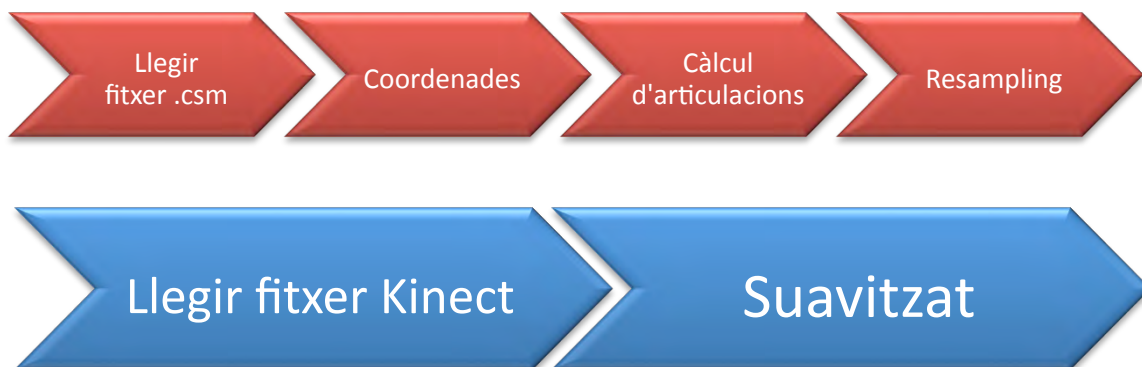 Llegir
fitxer .csm
Coordenades
Càlcul
d'articulacions
Resampling
Llegir fitxer Kinect
Suavitzat